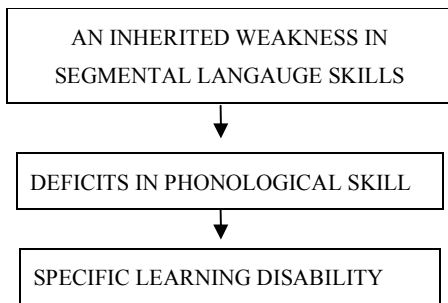 AN INHERITED WEAKNESS IN
SEGMENTAL LANGAUGE SKILLS
DEFICITS IN PHONOLOGICAL SKILL
SPECIFIC LEARNING DISABILITY